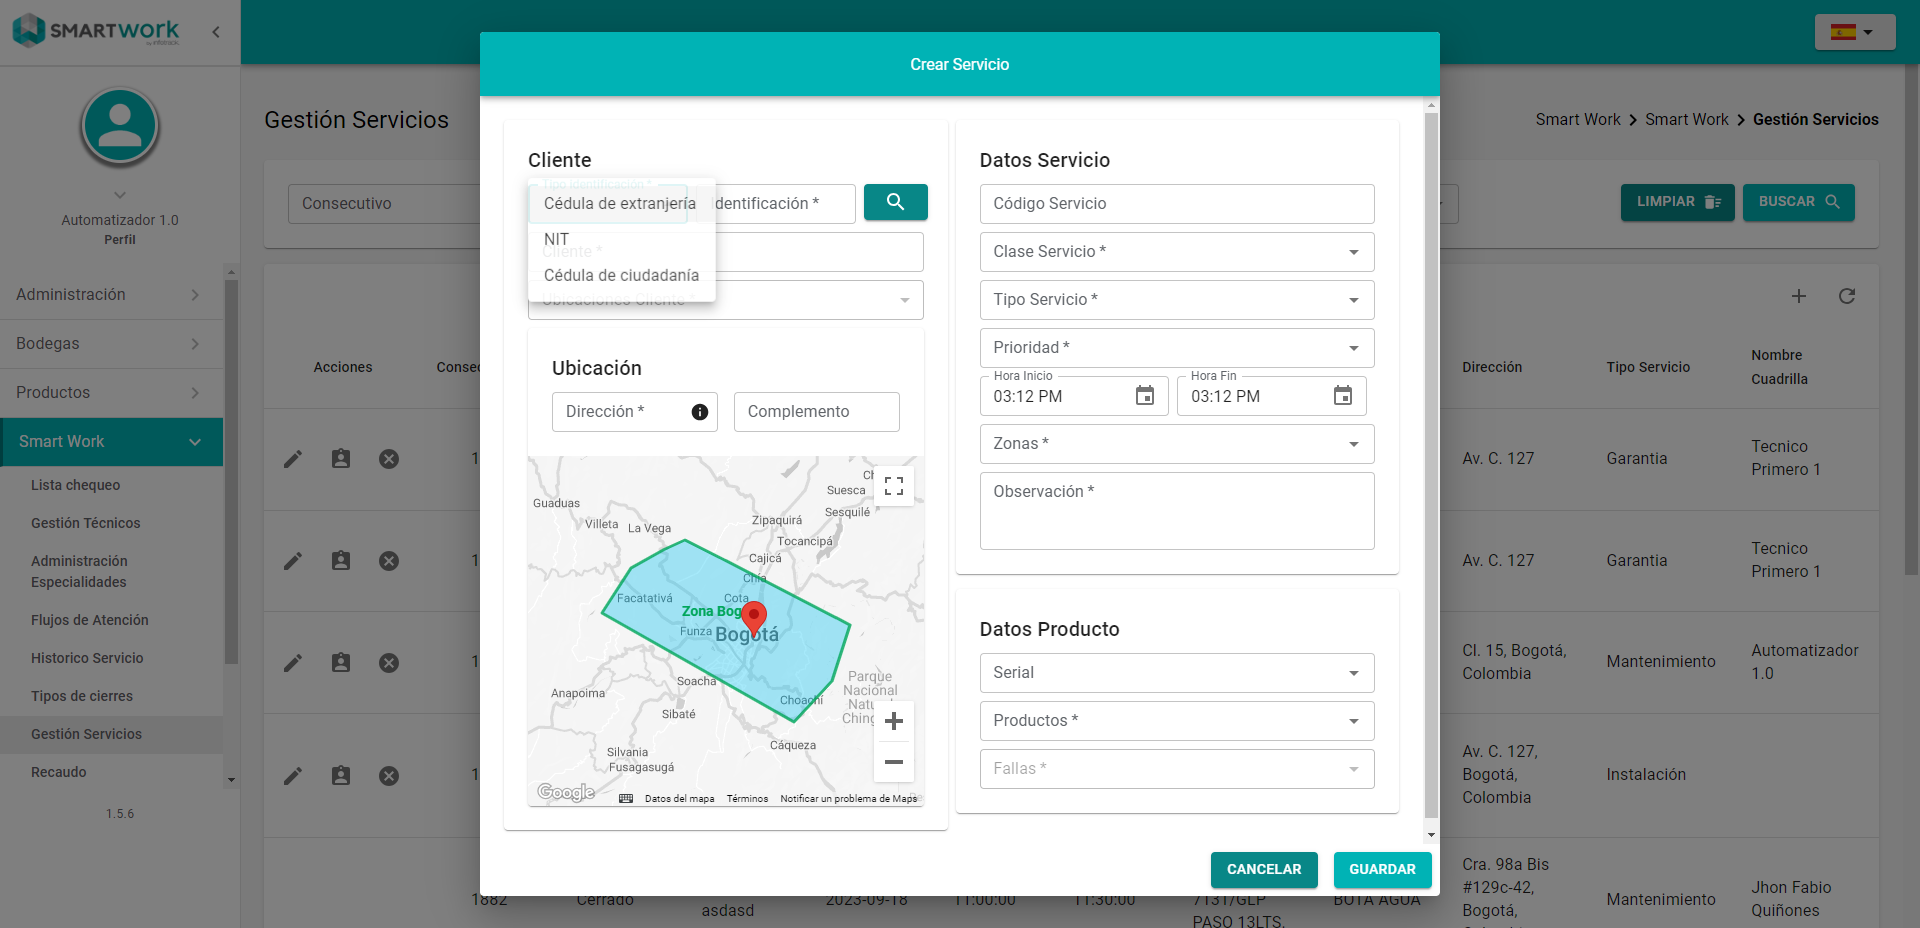 SMARTWORK
by infotrack
Automatizador 1.0
Perfil
Administración
Bodegas
Productos
Smart Work
Lista chequeo
Gestión Técnicos
Administración
Especialidades
Flujos de Atención
Historico Servicio
Tipos de cierres
Gestión Servicios
Recaudo
1.5.6
Gestión Servicios
Smart Work > Smart Work > Gestión Servicios
Consecutivo
LIMPIAR
BUSCAR
Acciones
Dirección
Tipo Servicio
Nombre
Cuadrilla
Av. C. 127
Garantia
Tecnico
Primero 1
Av. C. 127
Garantia
Tecnico
Primero 1
Cl. 15, Bogotá,
Colombia
Mantenimiento
Automatizador
1.0
Av. C. 127,
Bogotá,
Colombia
Instalación
1882
Cerrado
asdasd
2023-09-18
11:00:00
11:30:00
7131/GLP
PASO 13LTS.
BOTA AGUA
Cra. 98a Bis
#129c-42,
Bogotá,
Mantenimiento
Jhon Fabio
Quiñones
Crear Servicio
Cliente
Tipo Identificación *
Cédula de extranjería
NIT
Cédula de ciudadanía
Identificación *
Cliente *
Ubicaciones Cliente *
Ubicación
Dirección *
Complemento
Guaduas
Villeta
La Vega
Suesca
Sesquilé
Zipaquirá
Tocancipá
Cajicá
Chía
Facatativá
Cota
Zona Bog
Funza
Bogotá
Soacha
Anapoima
Sibaté
Choachí
Parque
Nacional
Natu
Ching
Silvania
Cáqueza
Fusagasugá
Google
Datos del mapa
Términos
Notificar un problema de Maps
Datos Servicio
Código Servicio
Clase Servicio *
Tipo Servicio *
Prioridad *
Hora Inicio
03:12 PM
Hora Fin
03:12 PM
Zonas *
Observación *
Datos Producto
Serial
Productos *
Fallas *
CANCELAR
GUARDAR